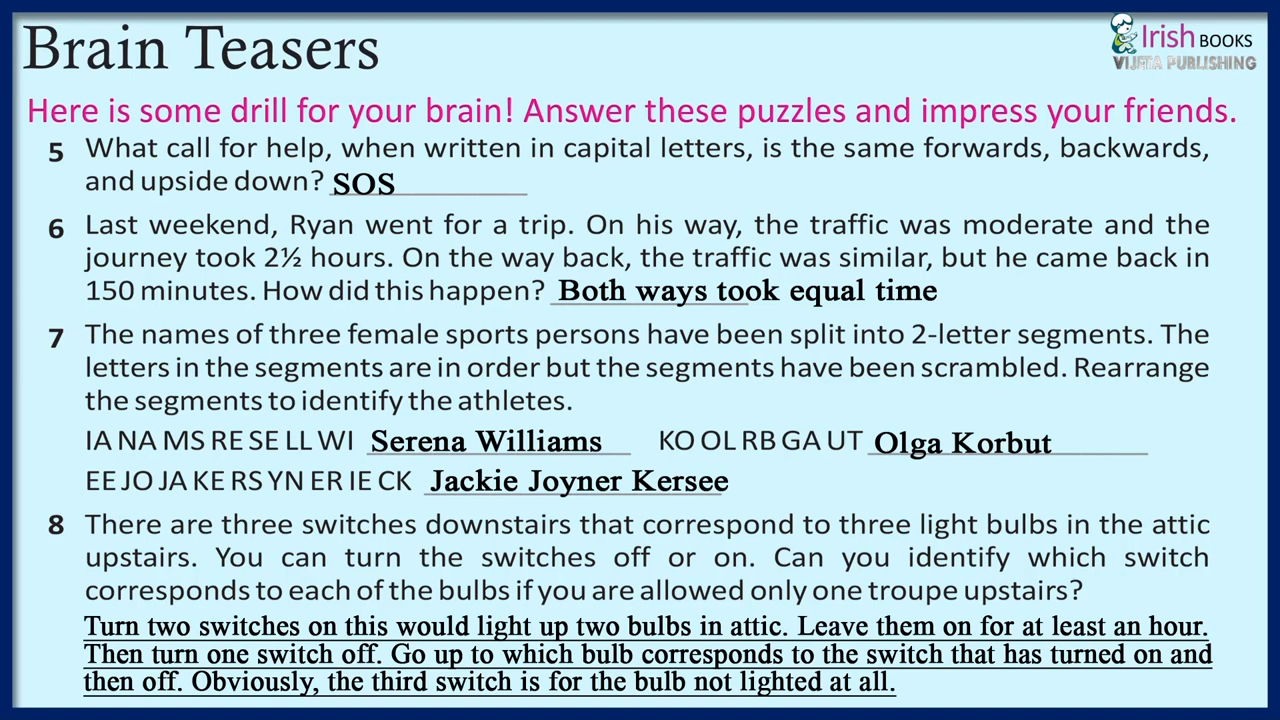 Brain Teasers
Irish BOOKS
VIJETA PUBLISHING
Here is some drill for your brain! Answer these puzzles and impress your friends.
5 What call for help, when written in capital letters, is the same forwards, backwards,
and upside down? SOS
6 Last weekend, Ryan went for a trip. On his way, the traffic was moderate and the
journey took 2½ hours. On the way back, the traffic was similar, but he came back in
150 minutes. How did this happen? Both ways took equal time
7 The names of three female sports persons have been split into 2-letter segments. The
letters in the segments are in order but the segments have been scrambled. Rearrange
the segments to identify the athletes.
IA NA MS RE SE LL WI Serena Williams KO OL RB GA UT Olga Korbut
EE JO JA KE RS YN ER IE CK Jackie Joyner Kersee
8 There are three switches downstairs that correspond to three light bulbs in the attic
upstairs. You can turn the switches off or on. Can you identify which switch
corresponds to each of the bulbs if you are allowed only one troupe upstairs?
Turn two switches on this would light up two bulbs in attic. Leave them on for at least an hour.
Then turn one switch off. Go up to which bulb corresponds to the switch that has turned on and
then off. Obviously, the third switch is for the bulb not lighted at all.